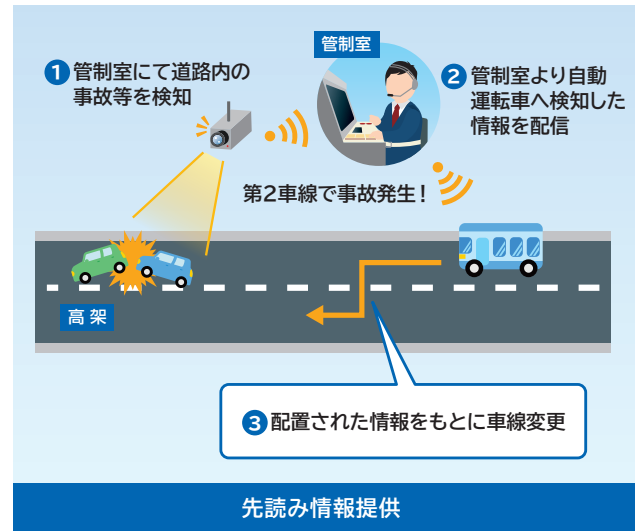 管制室
1 管制室にて道路内の
事故等を検知
2 管制室より自動
運転車へ検知した
情報を配信
第2車線で事故発生！
高架
3 配置された情報をもとに車線変更
先読み情報提供